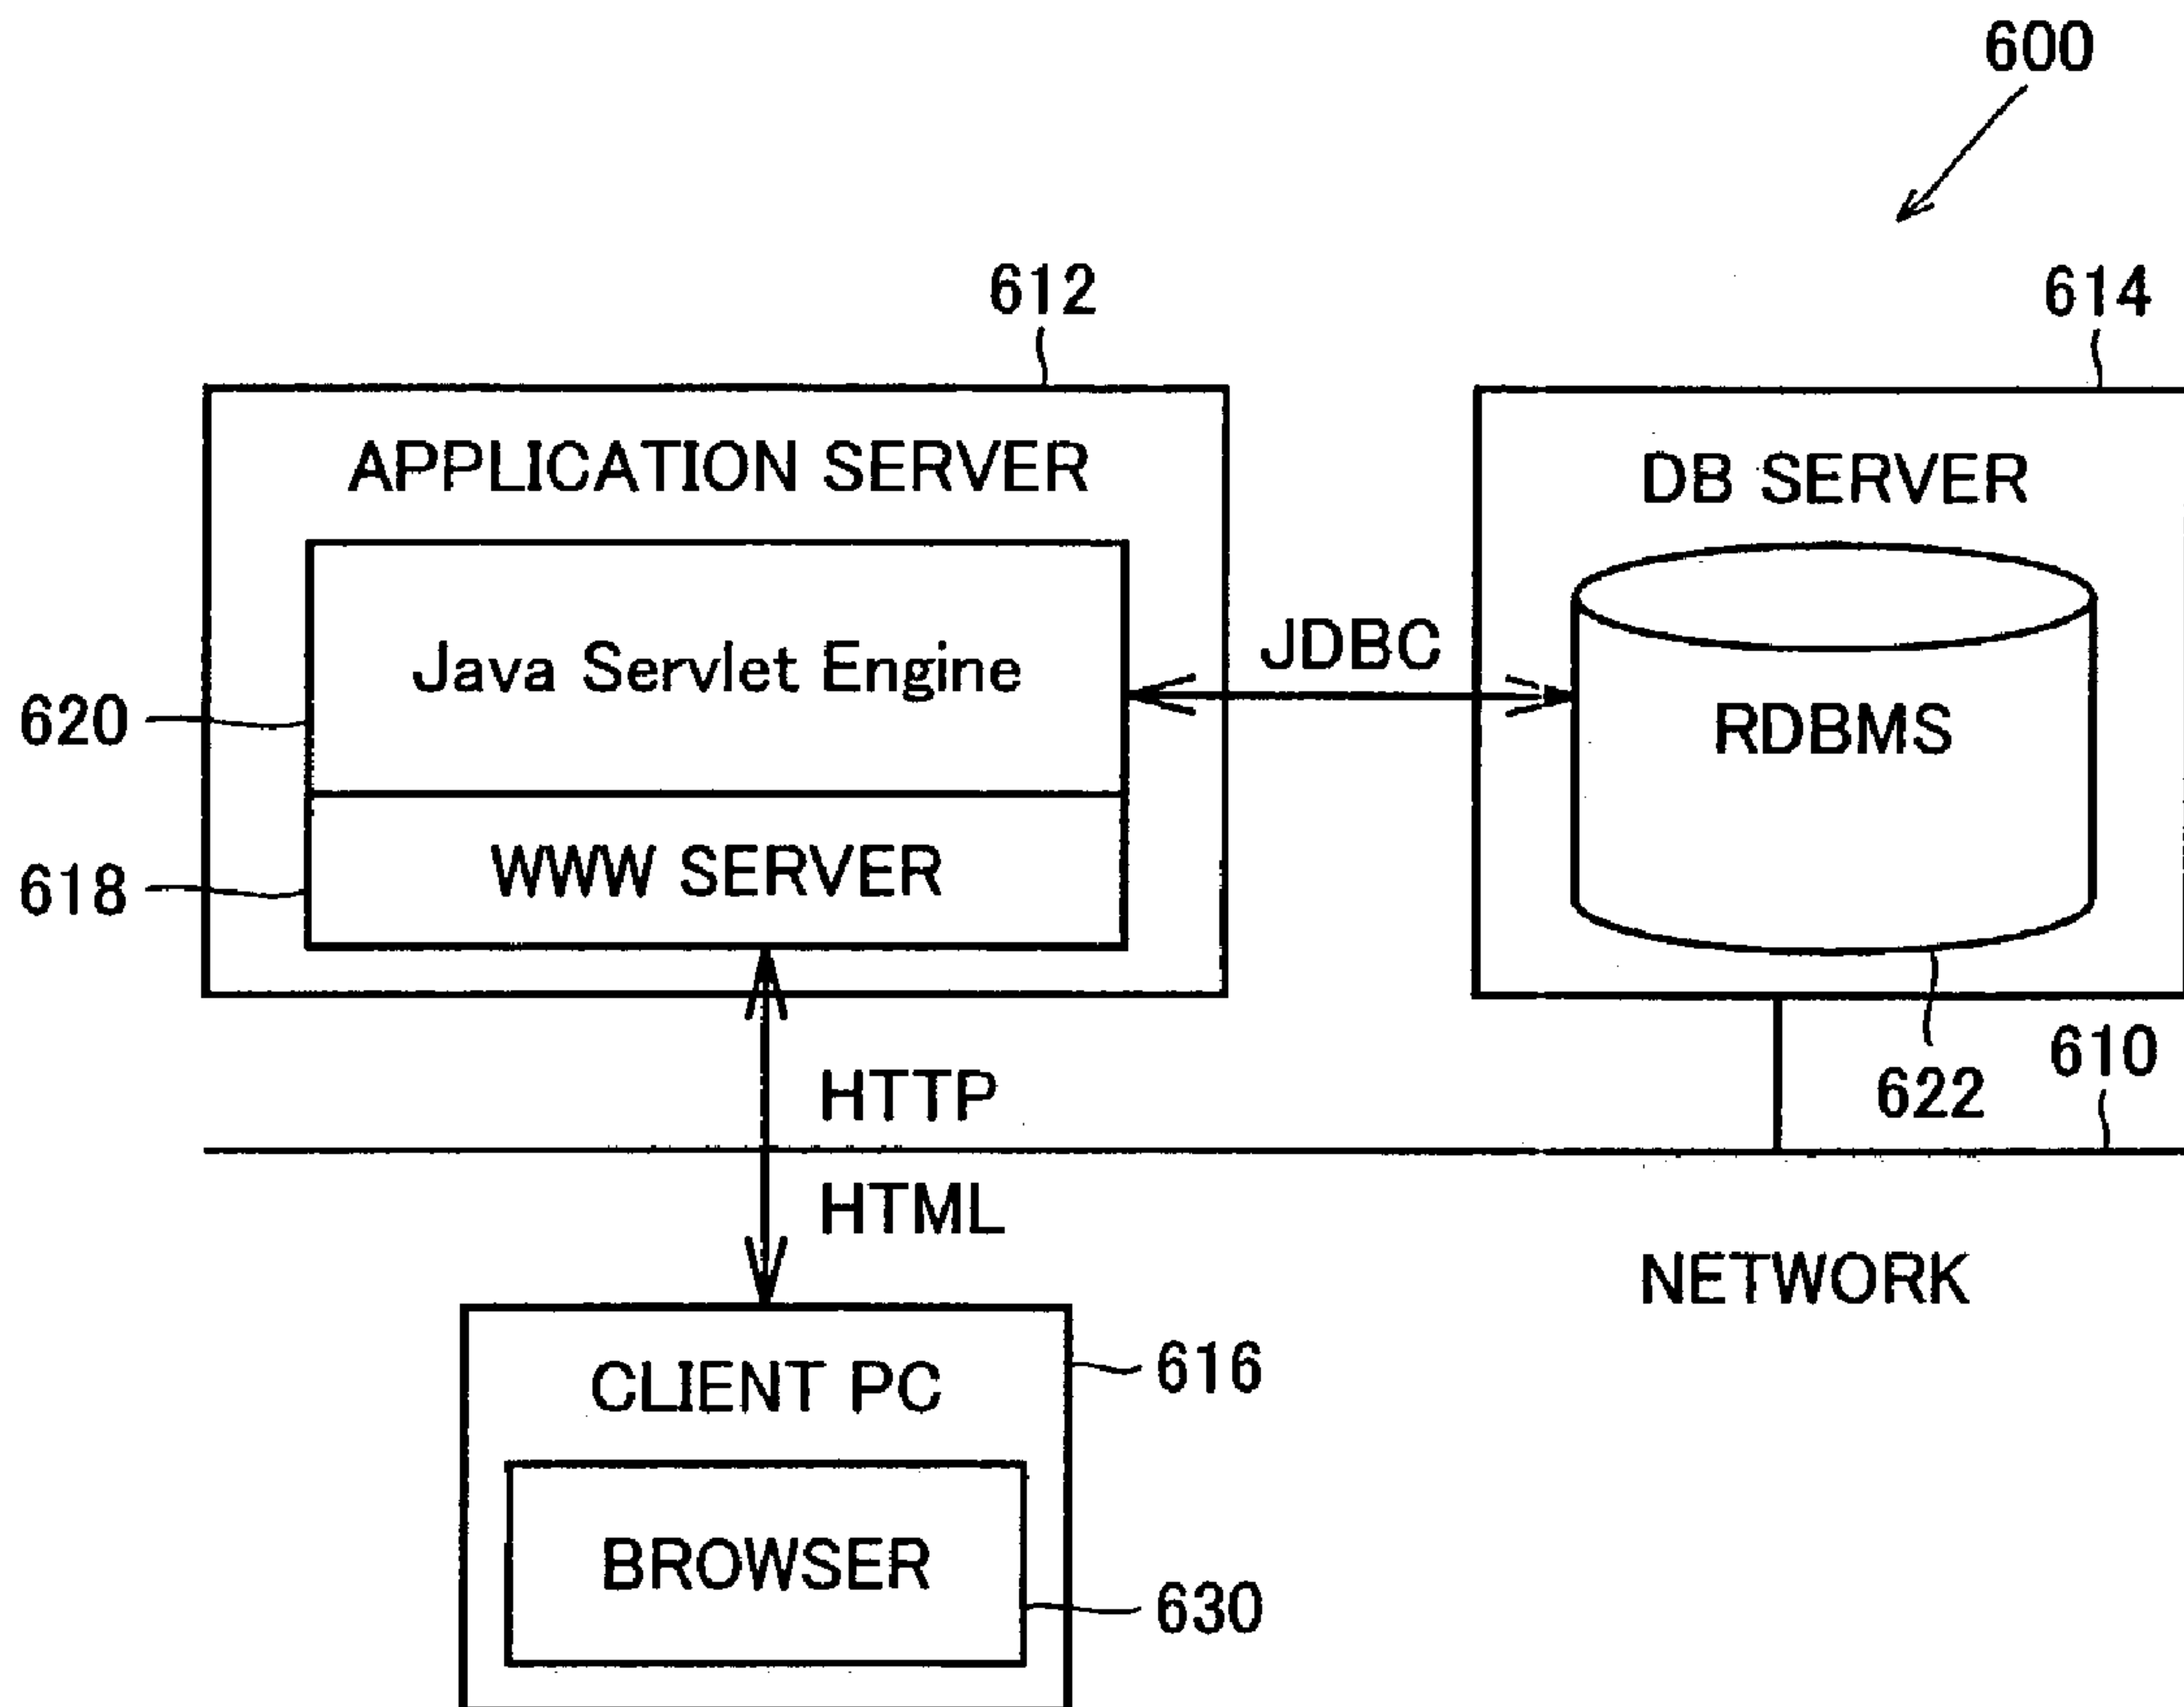 600
612
614
APPLICATION SERVER
DB SERVER
Java Servlet Engine
JDBC
RDBMS
620
WWW SERVER
618
HTTP
622
610
HTML
NETWORK
CLIENT PC
616
BROWSER
630